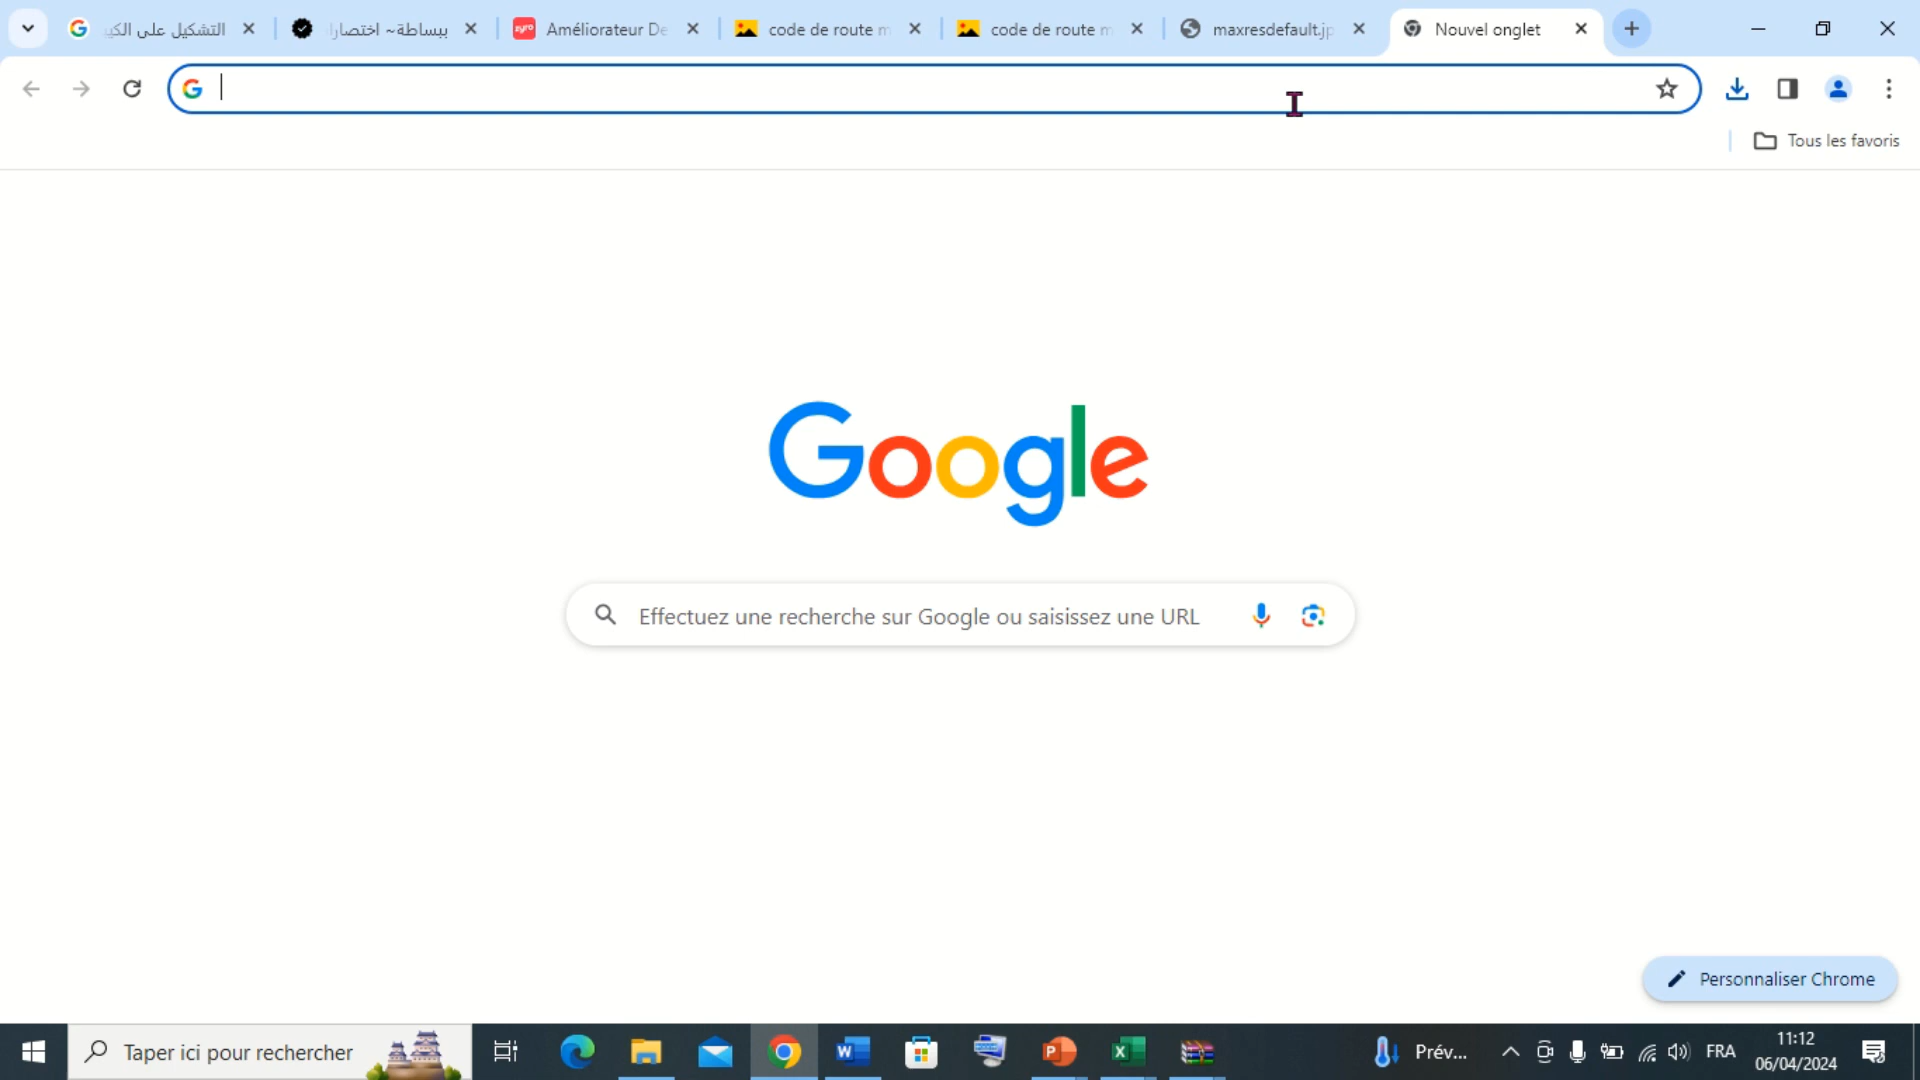 التشكيل على الكي
ببساطة~ اختصارا
zyro
Améliorateur De
code de route m
code de route m
maxresdefault.jp
Nouvel onglet
Tous les favoris
Google
Effectuez une recherche sur Google ou saisissez une URL
Personnaliser Chrome
Taper ici pour rechercher
Prév...
FRA
11:12
06/04/2024